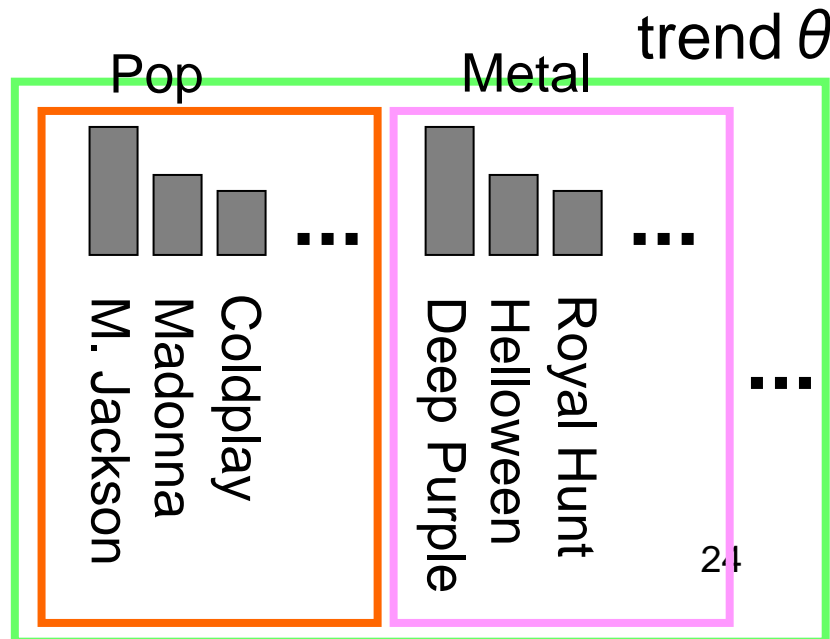 trend θ
Pop
Metal
...
...
M. Jackson
Madonna
Coldplay
Deep Purple
Helloween
Royal Hunt
...
24